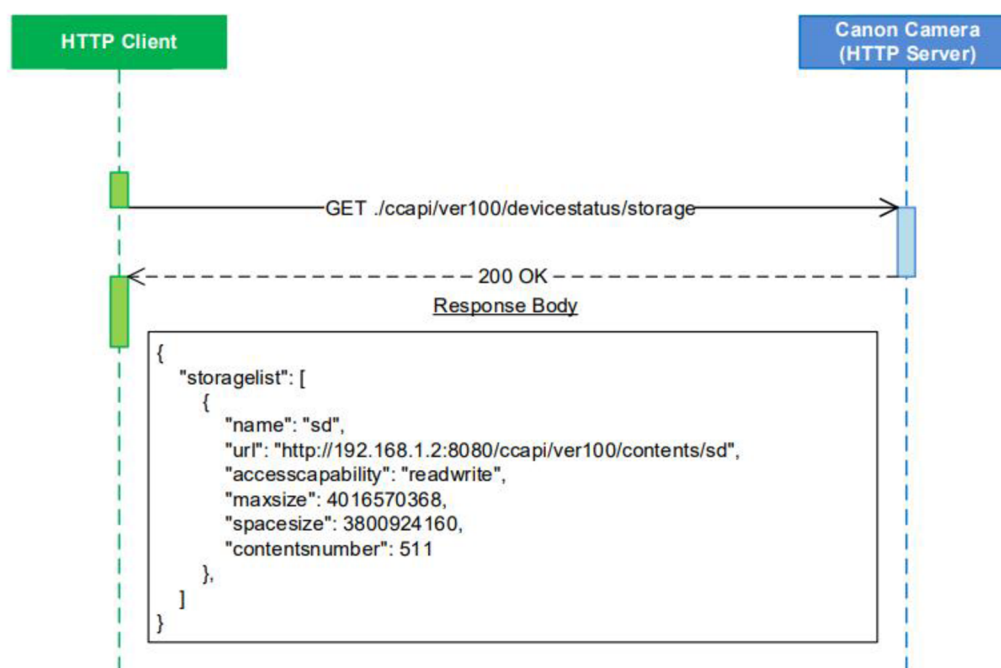 HTTP Client
Canon Camera
(HTTP Server)
GET ./ccapi/ver100/devicestatus/storage
200 OK
Response Body
{
"storagelist": [
{
"name": "sd",
"url": "http://192.168.1.2:8080/ccapi/ver100/contents/sd",
"accesscapability": "readwrite",
"maxsize": 4016570368,
"spacesize": 3800924160,
"contentsnumber": 511
},
]
}